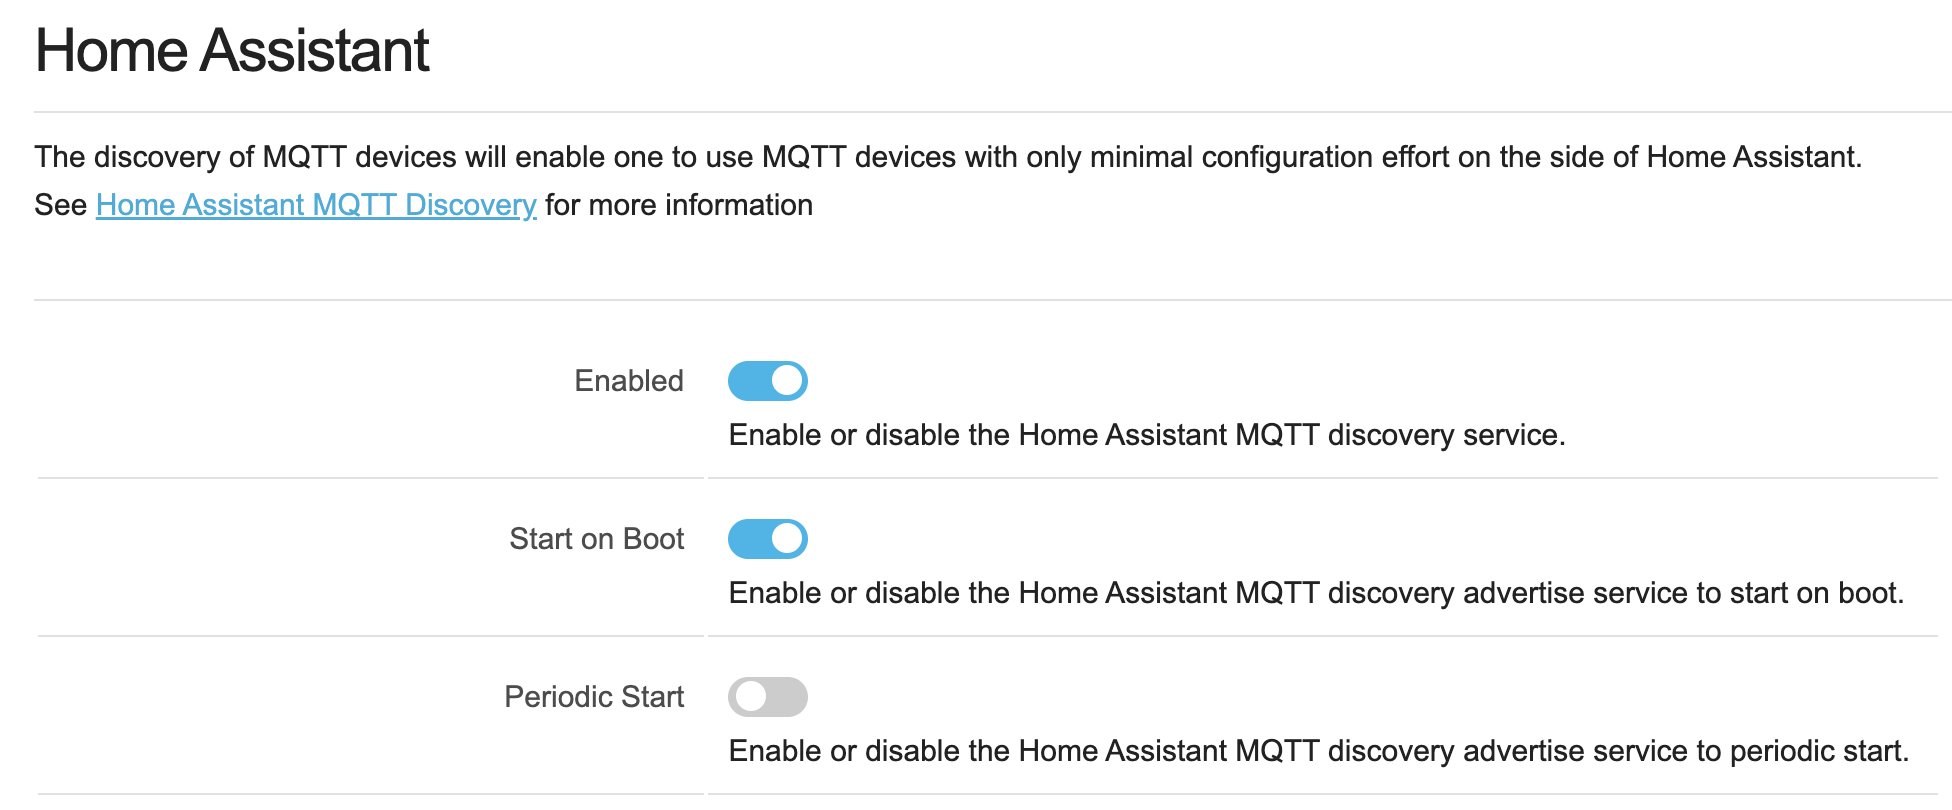 Home Assistant
The discovery of MQTT devices will enable one to use MQTT devices with only minimal configuration effort on the side of Home Assistant.
See Home Assistant MQTT Discovery for more information
Enabled
Enable or disable the Home Assistant MQTT discovery service.
Start on Boot
Enable or disable the Home Assistant MQTT discovery advertise service to start on boot.
Periodic Start
Enable or disable the Home Assistant MQTT discovery advertise service to periodic start.